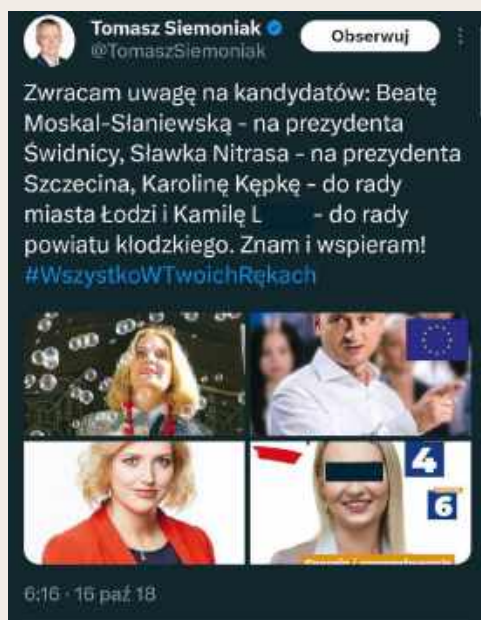 Tomasz Siemoniak
Obserwuj
@TomaszSiemoniak
Zwracam uwagę na kandydatów: Beatę
Moskal-Słaniewską - na prezydenta
Świdnicy, Sławka Nitrasa - na prezydenta
Szczecina, Karolinę Kępkę - do rady
miasta Łodzi i Kamilę L - do rady
powiatu kłodzkiego. Znam i wspieram!
#WszystkoWTwoichRękach
4
6
6:16 · 16 paź 18